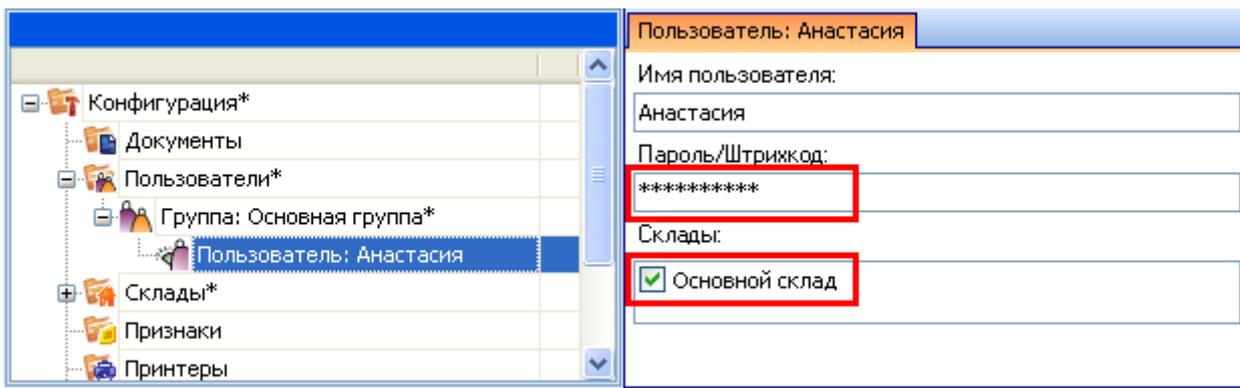 Конфигурация*
Документы
Пользователи*
Группа: Основная группа*
Пользователь: Анастасия
Склады*
Признаки
Принтеры
Пользователь: Анастасия
Имя пользователя:
Анастасия
Пароль/Штрихкод:
**********
Склады:
Основной склад